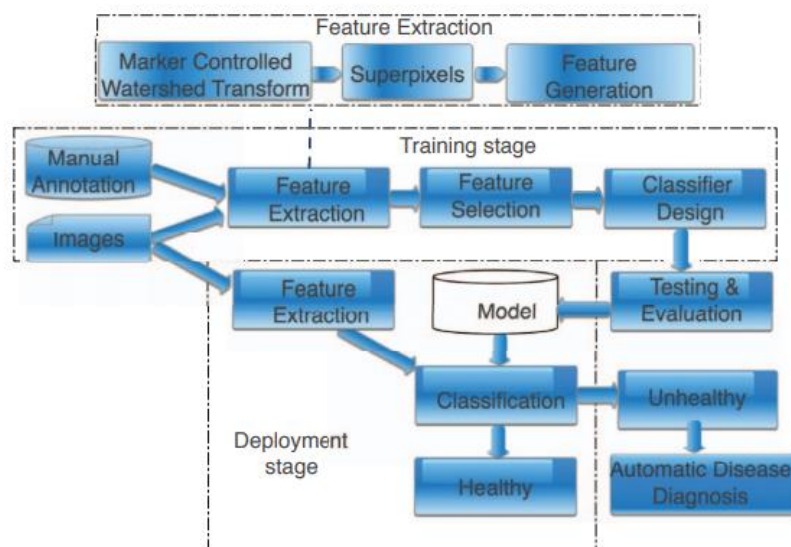 Feature Extraction
Marker Controlled
Watershed Transform
Superpixels
Feature
Generation
Training stage
Manual
Annotation
Images
Feature
Extraction
Feature
Selection
Classifier
Design
Feature
Extraction
Model
Testing &
Evaluation
Classification
Unhealthy
Deployment
stage
Healthy
Automatic Disease
Diagnosis